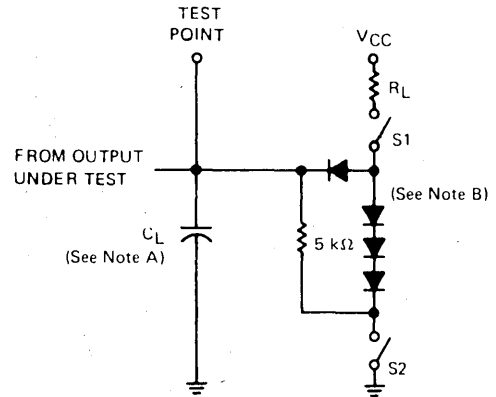 TEST
POINT
VCC
RL
S1
FROM OUTPUT
UNDER TEST
(See Note B)
CL
(See Note A)
5 kΩ
S2